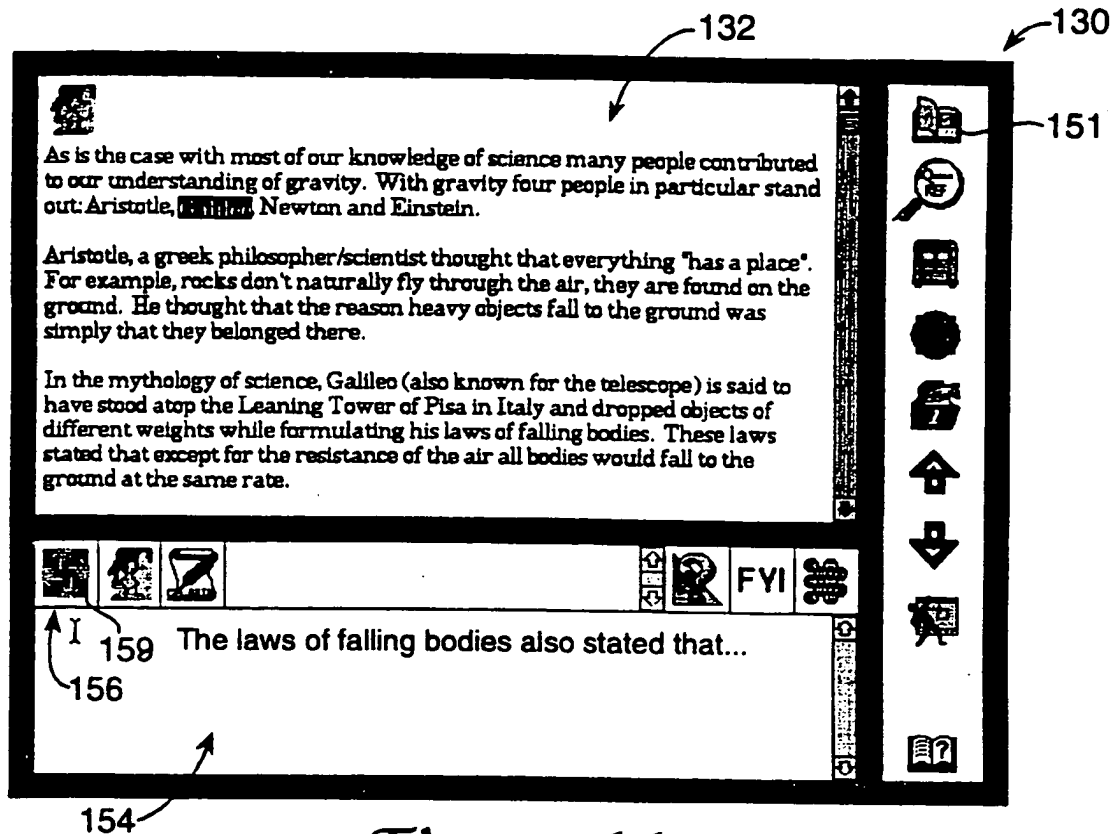 132
130
151
As is the case with most of our knowledge of science many people contributed
to our understanding of gravity. With gravity four people in particular stand
out: Aristotle, Newton and Einstein.
Aristotle, a greek philosopher/scientist thought that everything "has a place".
For example, rocks don't naturally fly through the air, they are found on the
ground. He thought that the reason heavy objects fall to the ground was
simply that they belonged there.
In the mythology of science, Galileo (also known for the telescope) is said to
have stood atop the Leaning Tower of Pisa in Italy and dropped objects of
different weights while formulating his laws of falling bodies. These laws
stated that except for the resistance of the air all bodies would fall to the
ground at the same rate.
REF
1
R
FYI
159
The laws of falling bodies also stated that...
156
?
154